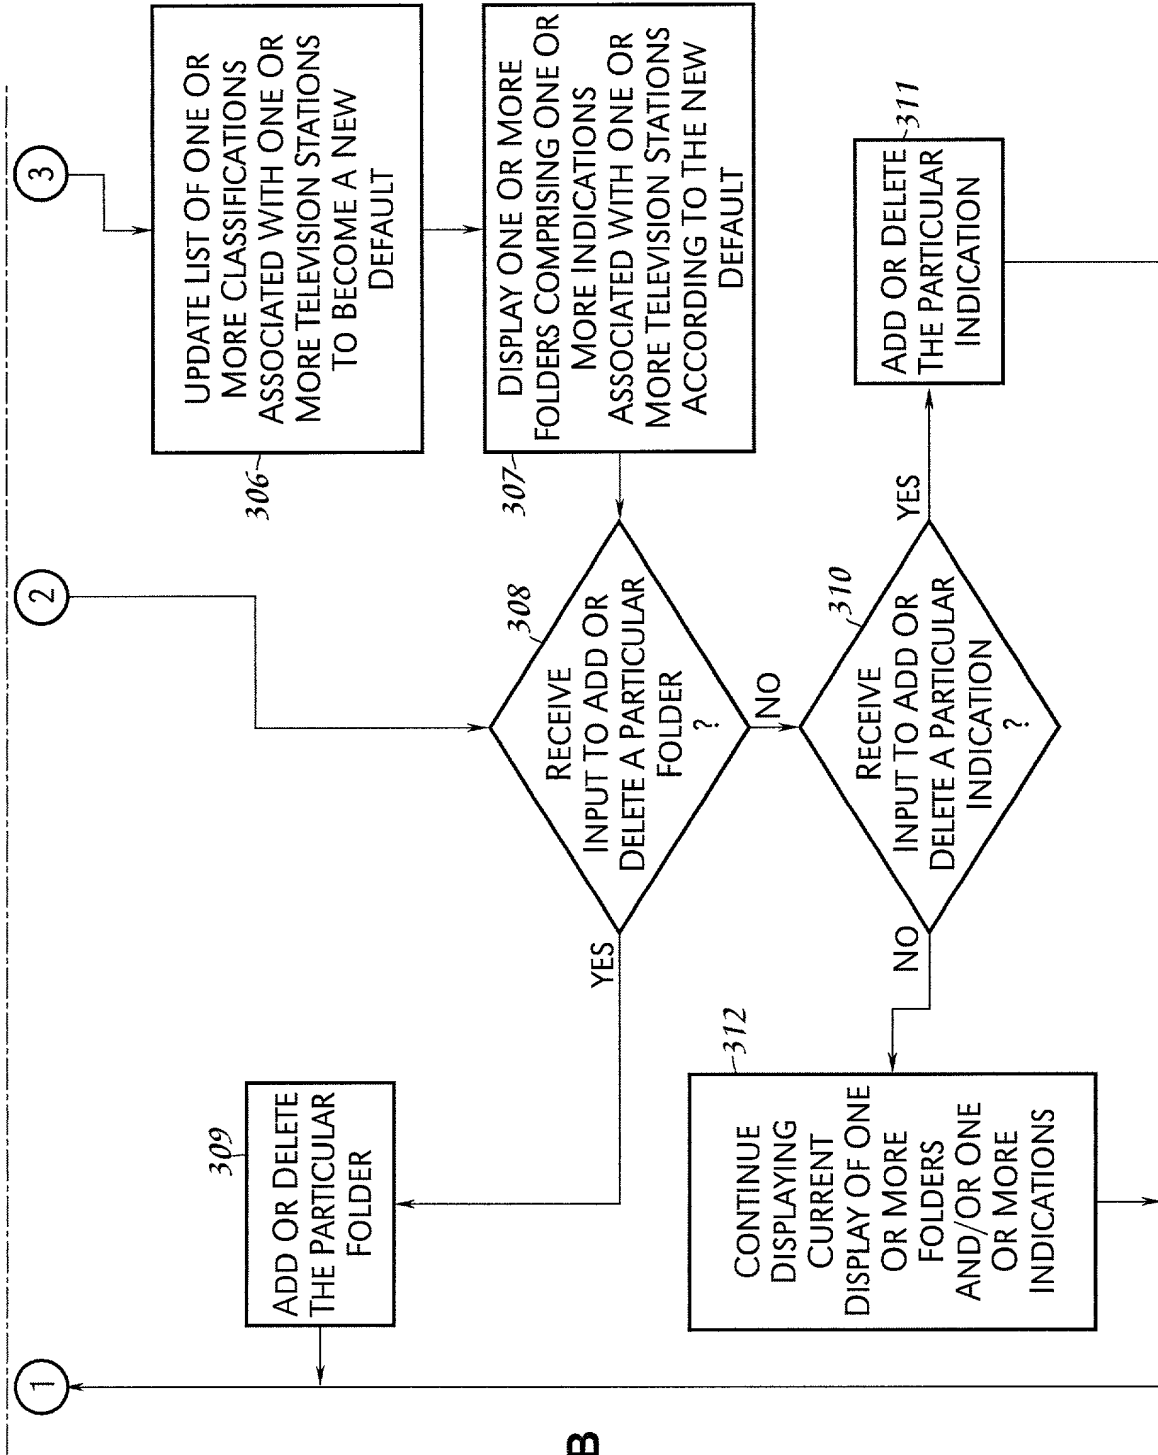 1
2
3
UPDATE LIST OF ONE OR
MORE CLASSIFICATIONS
ASSOCIATED WITH ONE OR
MORE TELEVISION STATIONS
TO BECOME A NEW
DEFAULT
306
DISPLAY ONE OR MORE
FOLDERS COMPRISING ONE OR
MORE INDICATIONS
ASSOCIATED WITH ONE OR
MORE TELEVISION STATIONS
ACCORDING TO THE NEW
DEFAULT
307
RECEIVE
INPUT TO ADD OR
DELETE A PARTICULAR
FOLDER
?
308
YES
NO
309
ADD OR DELETE
THE PARTICULAR
FOLDER
RECEIVE
INPUT TO ADD OR
DELETE A PARTICULAR
INDICATION
?
310
YES
NO
ADD OR DELETE
THE PARTICULAR
INDICATION
311
312
CONTINUE
DISPLAYING
CURRENT
DISPLAY OF ONE
OR MORE
FOLDERS
AND/OR ONE
OR MORE
INDICATIONS
B